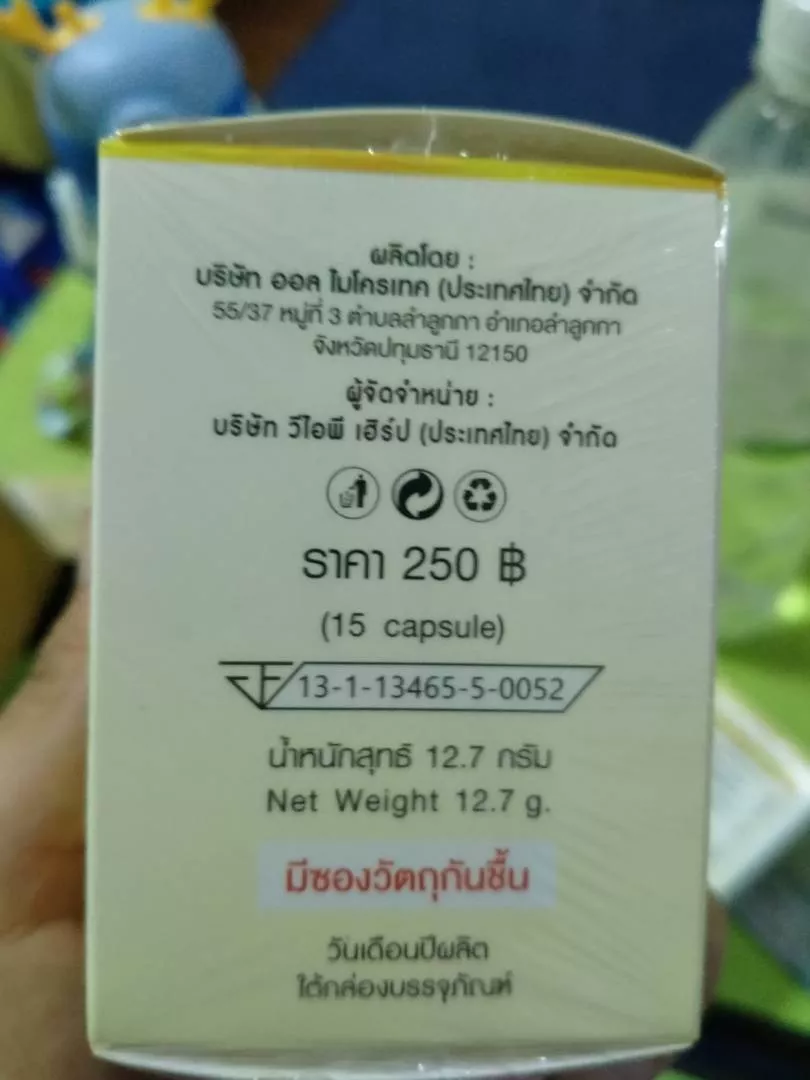 ผลิตโดย :
บริษัท ออล ไมโครเทค (ประเทศไทย) จำกัด
55/37 หมู่ที่ 3 ตำบลลำลูกกา อำเภอลำลูกกา
จังหวัดปทุมธานี 12150
ผู้จัดจำหน่าย :
บริษัท วีไอพี เฮิร์ป (ประเทศไทย) จำกัด
ราคา 250 ฿
(15 capsule)
13-1-13465-5-0052
น้ำหนักสุทธิ 12.7 กรัม
Net Weight 12.7 g.
มีซองวัตถุกันชื้น
วันเดือนปีผลิต
ใต้กล่องบรรจุภัณฑ์